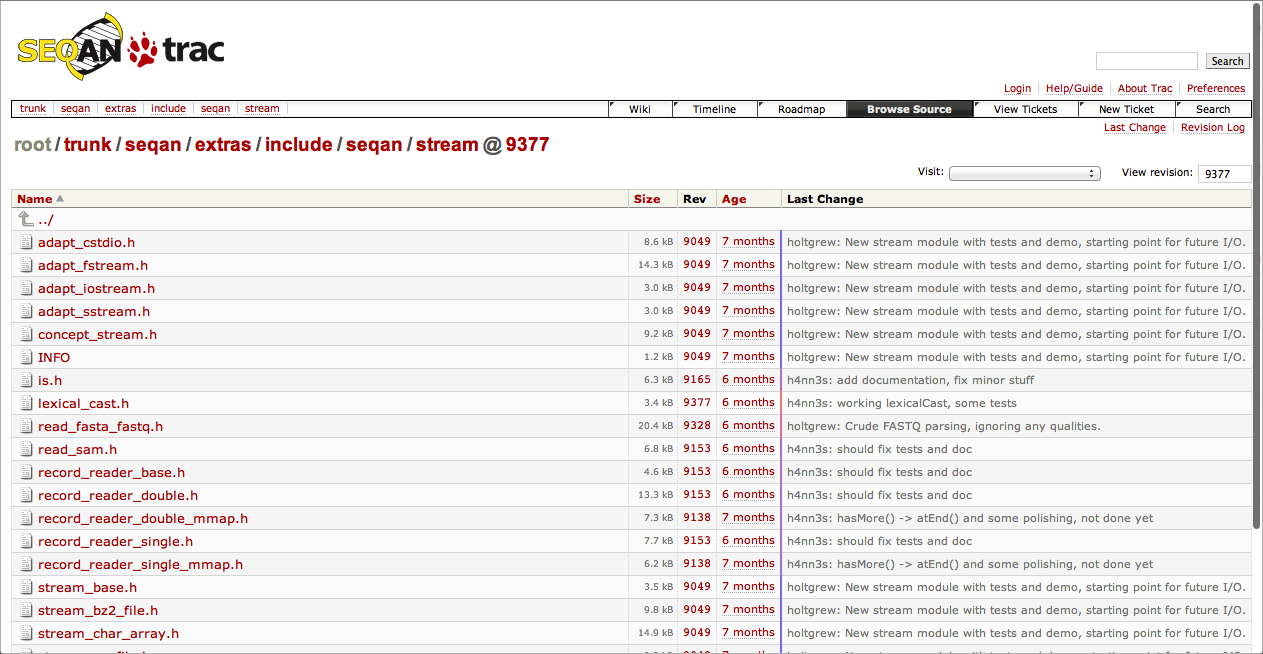 SEQAN trac
Search
Login Help/Guide About Trac Preferences
trunk seqan extras include seqan stream Wiki Timeline Roadmap Browse Source View Tickets New Ticket Search
Last Change Revision Log
root / trunk / seqan / extras / include / seqan / stream @ 9377
Visit: View revision: 9377
Name Size Rev Age Last Change
../
adapt_cstdio.h 8.6 kB 9049 7 months holtgrew: New stream module with tests and demo, starting point for future I/O.
adapt_fstream.h 14.3 kB 9049 7 months holtgrew: New stream module with tests and demo, starting point for future I/O.
adapt_iostream.h 3.0 kB 9049 7 months holtgrew: New stream module with tests and demo, starting point for future I/O.
adapt_sstream.h 3.0 kB 9049 7 months holtgrew: New stream module with tests and demo, starting point for future I/O.
concept_stream.h 9.2 kB 9049 7 months holtgrew: New stream module with tests and demo, starting point for future I/O.
INFO 1.2 kB 9049 7 months holtgrew: New stream module with tests and demo, starting point for future I/O.
is.h 6.3 kB 9165 6 months h4nn3s: add documentation, fix minor stuff
lexical_cast.h 3.4 kB 9377 6 months h4nn3s: working lexicalCast, some tests
read_fasta_fastq.h 20.4 kB 9328 6 months holtgrew: Crude FASTQ parsing, ignoring any qualities.
read_sam.h 6.8 kB 9153 6 months h4nn3s: should fix tests and doc
record_reader_base.h 4.6 kB 9153 6 months h4nn3s: should fix tests and doc
record_reader_double.h 13.3 kB 9153 6 months h4nn3s: should fix tests and doc
record_reader_double_mmap.h 7.3 kB 9138 7 months h4nn3s: hasMore() -> atEnd() and some polishing, not done yet
record_reader_single.h 7.7 kB 9153 6 months h4nn3s: should fix tests and doc
record_reader_single_mmap.h 6.2 kB 9138 7 months h4nn3s: hasMore() -> atEnd() and some polishing, not done yet
stream_base.h 3.5 kB 9049 7 months holtgrew: New stream module with tests and demo, starting point for future I/O.
stream_bz2_file.h 9.8 kB 9049 7 months holtgrew: New stream module with tests and demo, starting point for future I/O.
stream_char_array.h 14.9 kB 9049 7 months holtgrew: New stream module with tests and demo, starting point for future I/O.